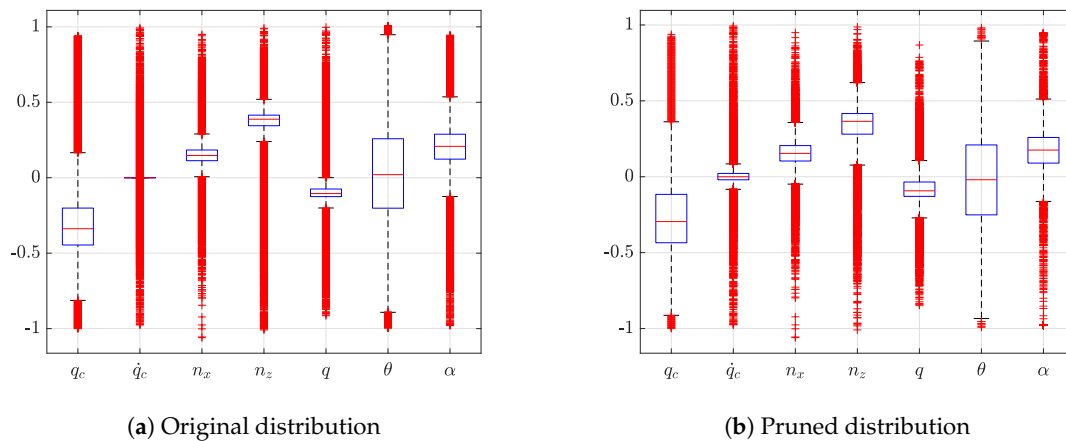 1
0.5
0
-0.5
-1
q_c q̇_c n_x n_z q θ α
(a) Original distribution
1
0.5
0
-0.5
-1
q_c q̇_c n_x n_z q θ α
(b) Pruned distribution